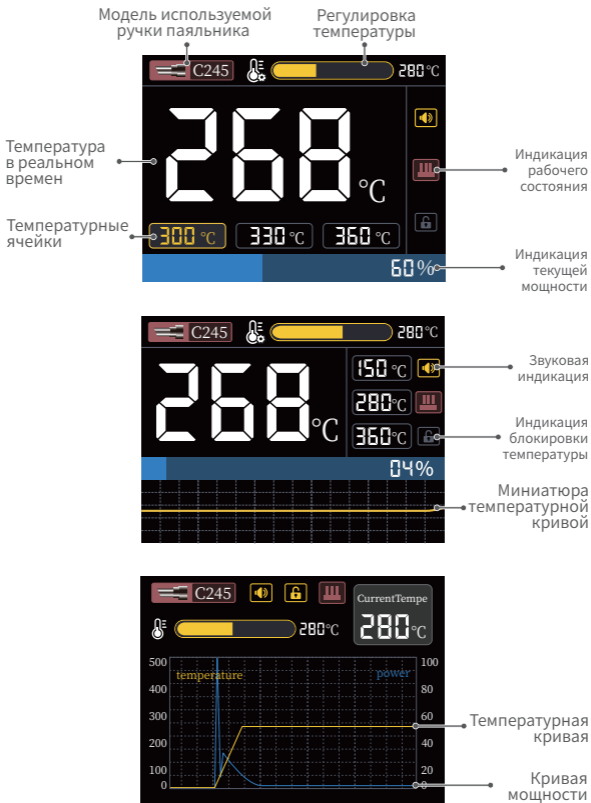 Модель используемой
ручки паяльника
Регулировка
температуры
C245
280°C
Температура
в реальном
времен
268°C
Индикация
рабочего
состояния
Температурные
ячейки
300 °C
330 °C
360 °C
60%
Индикация
текущей
мощности
C245
280°C
268°C
150 °C
280°C
360°C
Звуковая
индикация
Индикация
блокировки
температуры
04%
Миниатюра
температурной
кривой
C245
CurrentTempe
280°C
280°C
500
temperature
power
100
400
80
300
60
200
40
100
20
0
0
Температурная
кривая
Кривая
мощности